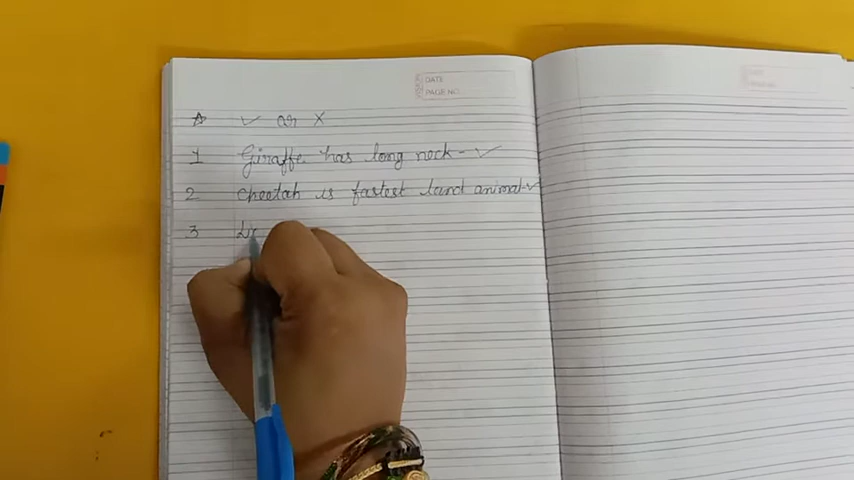 DATE
PAGE NO.
☆ ✓ or X
1 Giraffe has long neck - ✓
2 cheetah is fastest land animal - ✓
3